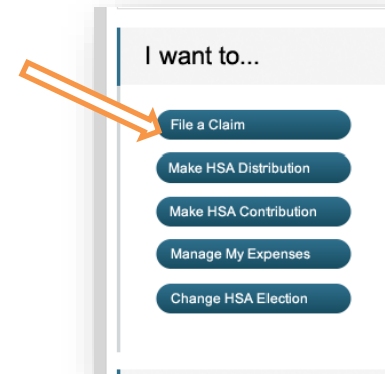 I want to...
File a Claim
Make HSA Distribution
Make HSA Contribution
Manage My Expenses
Change HSA Election